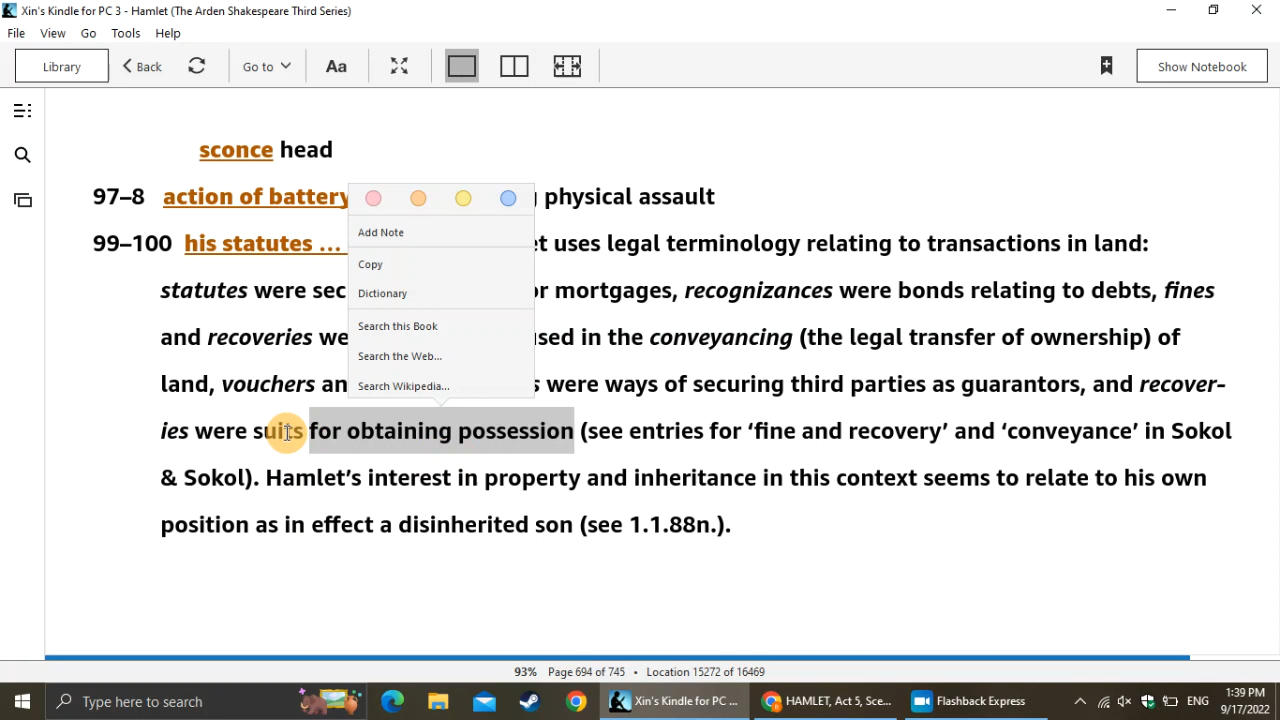 Xin's Kindle for PC 3 - Hamlet (The Arden Shakespeare Third Series)
File View Go Tools Help
Library Back Go to Aa Show Notebook
sconce head
97–8 action of battery physical assault
99–100 his statutes … uses legal terminology relating to transactions in land:
statutes were mortgages, recognizances were bonds relating to debts, fines
and recoveries in the conveyancing (the legal transfer of ownership) of
land, vouchers were ways of securing third parties as guarantors, and recover-
ies were suits for obtaining possession (see entries for ‘fine and recovery’ and ‘conveyance’ in Sokol
& Sokol). Hamlet’s interest in property and inheritance in this context seems to relate to his own
position as in effect a disinherited son (see 1.1.88n.).
Add Note
Copy
Dictionary
Search this Book
Search the Web...
Search Wikipedia...
93% Page 694 of 745 • Location 15272 of 16469
Type here to search Xin's Kindle for PC ... HAMLET, Act 5, Sce... Flashback Express ENG 1:39 PM
9/17/2022